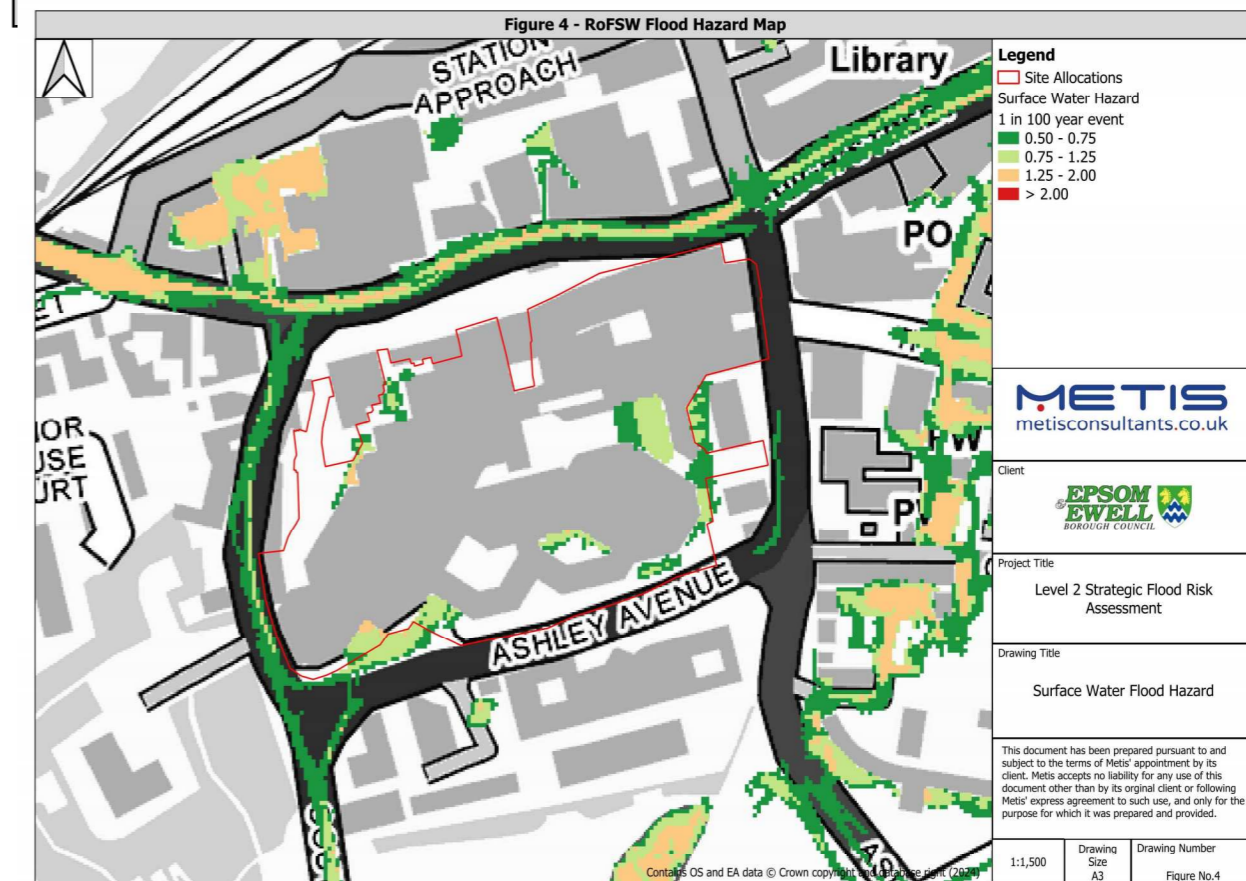 Figure 4 - RoFSW Flood Hazard Map
STATION
APPROACH
Library
PO
ET
OR
USE
URT
PW
ASHLEY AVENUE
Contains OS and EA data © Crown copyright and database right (2024)
Legend
Site Allocations
Surface Water Hazard
1 in 100 year event
0.50 - 0.75
0.75 - 1.25
1.25 - 2.00
> 2.00
METIS
metisconsultants.co.uk
Client
EPSOM
& EWELL
BOROUGH COUNCIL
Project Title
Level 2 Strategic Flood Risk
Assessment
Drawing Title
Surface Water Flood Hazard
This document has been prepared pursuant to and
subject to the terms of Metis' appointment by its
client. Metis accepts no liability for any use of this
document other than by its orginal client or following
Metis' express agreement to such use, and only for the
purpose for which it was prepared and provided.
1:1,500
Drawing
Size
A3
Drawing Number
Figure No.4